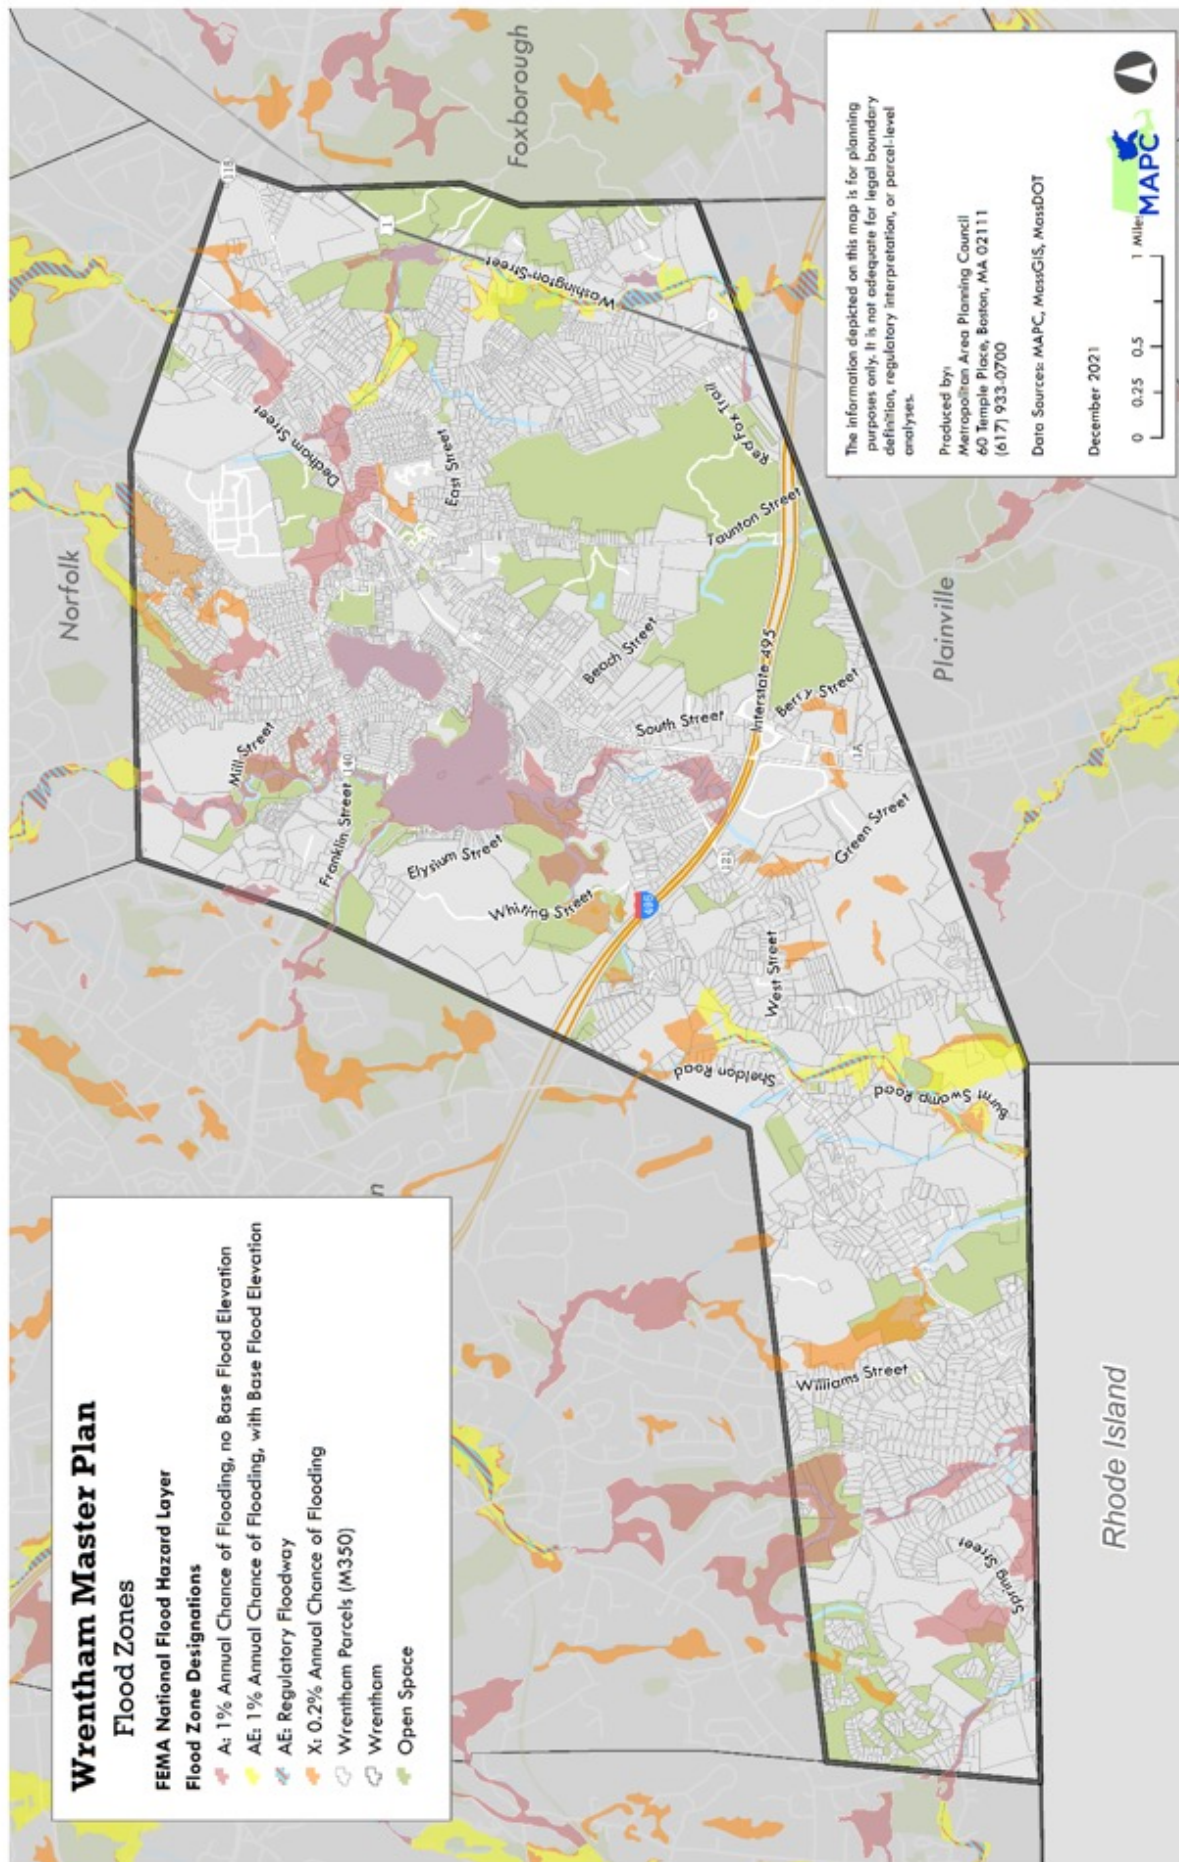 Wrentham Master Plan
Flood Zones
FEMA National Flood Hazard Layer
Flood Zone Designations
A: 1% Annual Chance of Flooding, no Base Flood Elevation
AE: 1% Annual Chance of Flooding, with Base Flood Elevation
AE: Regulatory Floodway
X: 0.2% Annual Chance of Flooding
Wrentham Parcels (M350)
Wrentham
Open Space
n
Norfolk
Foxborough
Plainville
Rhode Island
115
1
Washington Street
Dedham Street
East Street
Red Fox Trail
Taunton Street
Mill Street
140
Franklin Street
Elysium Street
Whiting Street
Beach Street
South Street
Interstate 495
Berry Street
1A
495
121
Green Street
West Street
Sheldon Road
Burnt Swamp Road
Williams Street
Spring Street
The information depicted on this map is for planning
purposes only. It is not adequate for legal boundary
definition, regulatory interpretation, or parcel-level
analyses.
Produced by:
Metropolitan Area Planning Council
60 Temple Place, Boston, MA 02111
(617) 933-0700
Data Sources: MAPC, MassGIS, MassDOT
December 2021
0 0.25 0.5 1 Miles
MAPC